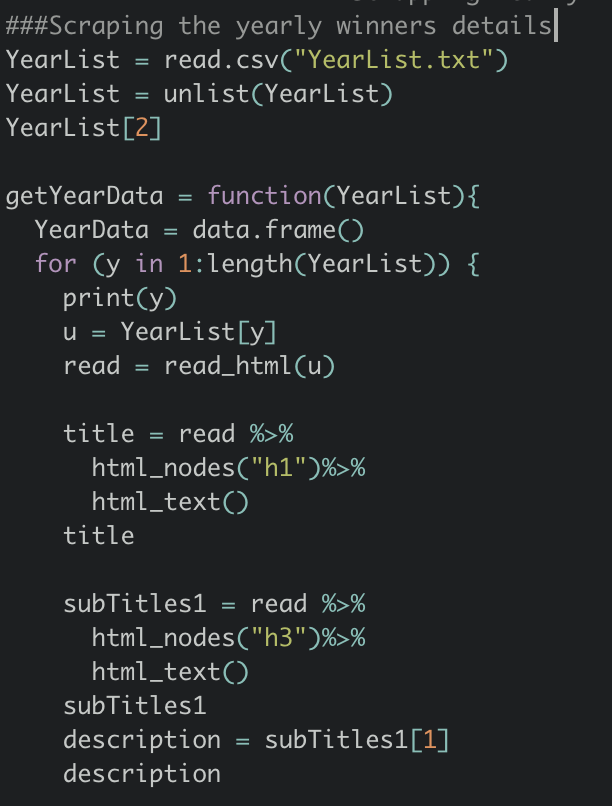 ###Scraping the yearly winners details
YearList = read.csv("YearList.txt")
YearList = unlist(YearList)
YearList[2]
getYearData = function(YearList){
  YearData = data.frame()
  for (y in 1:length(YearList)) {
    print(y)
    u = YearList[y]
    read = read_html(u)
    title = read %>%
      html_nodes("h1")%>%
      html_text()
    title
    subTitles1 = read %>%
      html_nodes("h3")%>%
      html_text()
    subTitles1
    description = subTitles1[1]
    description